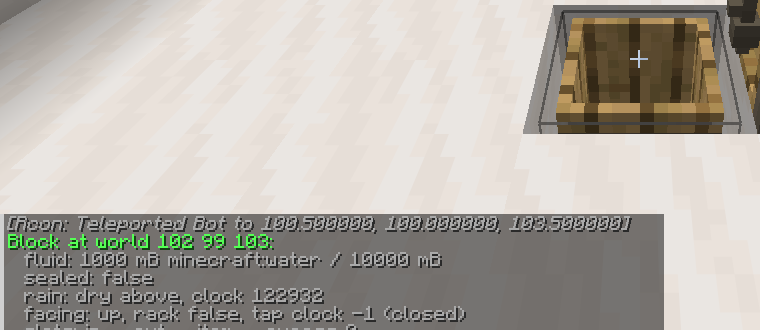 [Rcon: Teleported Bot to 100.500000, 100.000000, 103.500000]
Block at world 102 99 103:
fluid: 1000 mB minecraft:water / 10000 mB
sealed: false
rain: dry above, clock 122932
facing: up, rack false, tap clock -1 (closed)